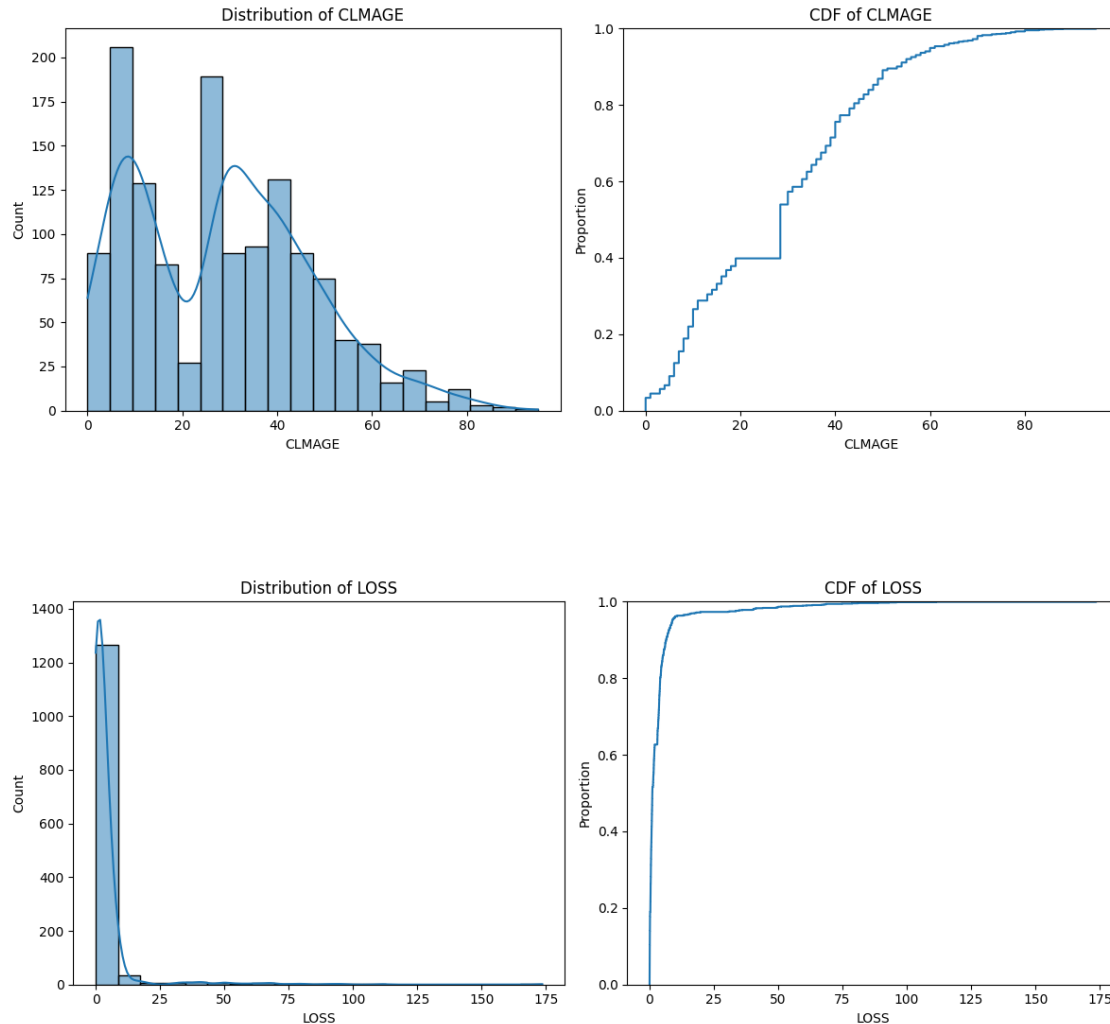 Distribution of CLMAGE
Count
200
175
150
125
100
75
50
25
0
0 20 40 60 80
CLMAGE
CDF of CLMAGE
Proportion
1.0
0.8
0.6
0.4
0.2
0.0
0 20 40 60 80
CLMAGE
Distribution of LOSS
Count
1400
1200
1000
800
600
400
200
0
0 25 50 75 100 125 150 175
LOSS
CDF of LOSS
Proportion
1.0
0.8
0.6
0.4
0.2
0.0
0 25 50 75 100 125 150 175
LOSS